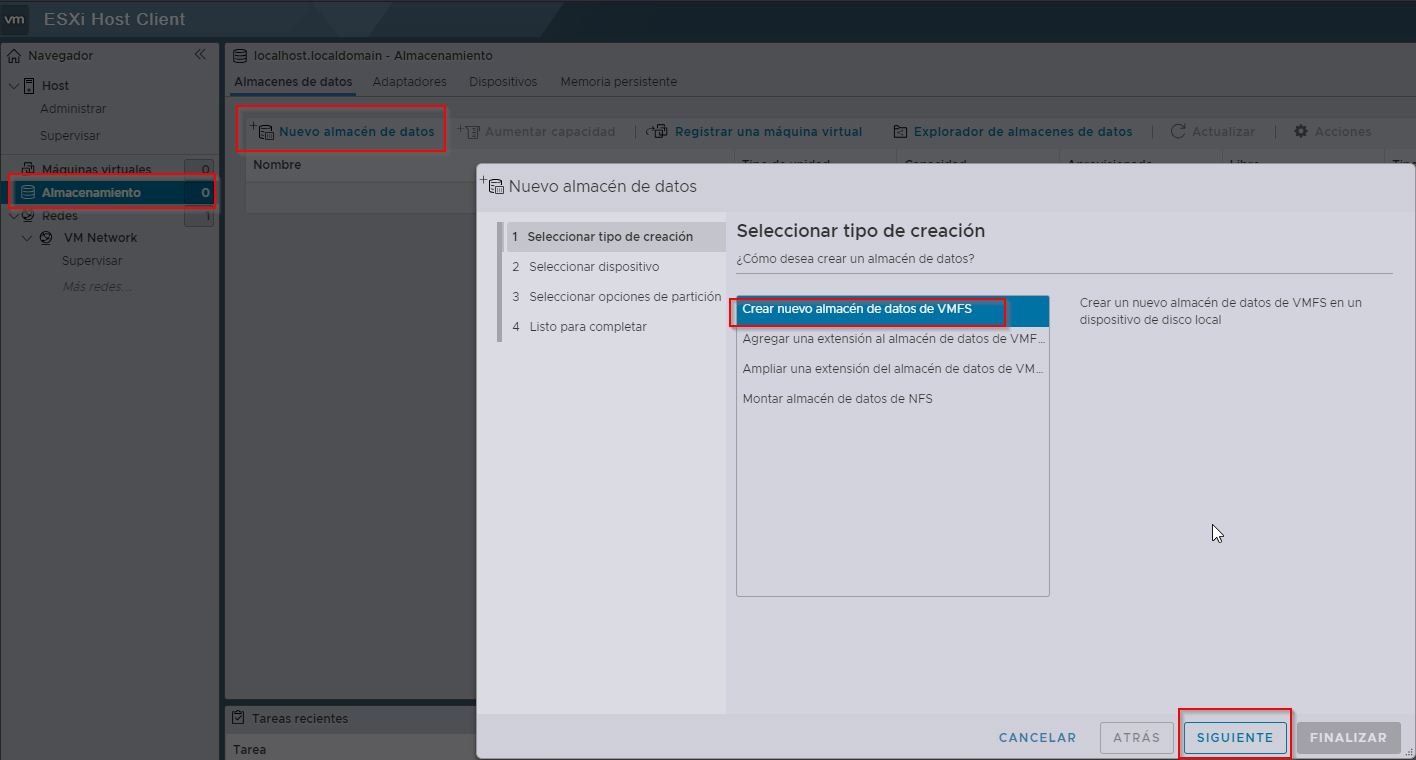 vm ESXi Host Client
Navegador
Host
Administrar
Supervisar
Máquinas virtuales 0
Almacenamiento 0
Redes 1
VM Network
Supervisar
Más redes...
localhost.localdomain - Almacenamiento
Almacenes de datos Adaptadores Dispositivos Memoria persistente
Nuevo almacén de datos Aumentar capacidad Registrar una máquina virtual Explorador de almacenes de datos Actualizar Acciones
Nombre Tipo de unidad Capacidad Aprovisionado Libre
Nuevo almacén de datos
1 Seleccionar tipo de creación
2 Seleccionar dispositivo
3 Seleccionar opciones de partición
4 Listo para completar
Seleccionar tipo de creación
¿Cómo desea crear un almacén de datos?
Crear nuevo almacén de datos de VMFS
Agregar una extensión al almacén de datos de VMF...
Ampliar una extensión del almacén de datos de VM...
Montar almacén de datos de NFS
Crear un nuevo almacén de datos de VMFS en un
dispositivo de disco local
CANCELAR ATRÁS SIGUIENTE FINALIZAR
Tareas recientes
Tarea